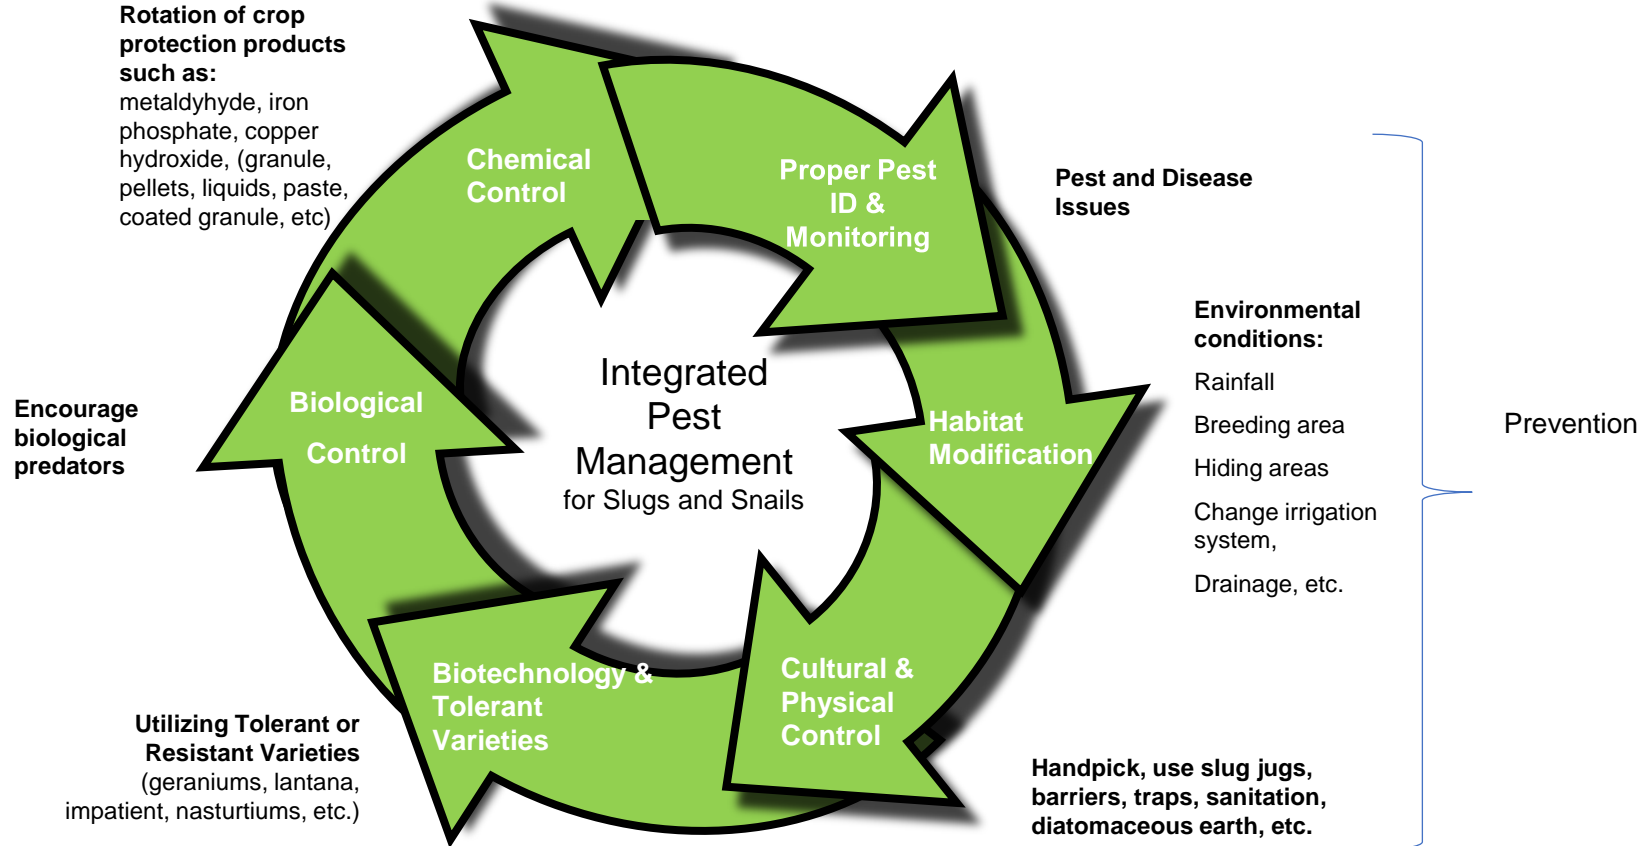 Rotation of crop
protection products
such as:
metaldyhyde, iron
phosphate, copper
hydroxide, (granule,
pellets, liquids, paste,
coated granule, etc)
Chemical
Control
Proper Pest
ID &
Monitoring
Pest and Disease
Issues
Environmental
conditions:
Rainfall
Breeding area
Hiding areas
Change irrigation
system,
Drainage, etc.
Prevention
Habitat
Modification
Integrated
Pest
Management
for Slugs and Snails
Biological
Control
Encourage
biological
predators
Cultural &
Physical
Control
Handpick, use slug jugs,
barriers, traps, sanitation,
diatomaceous earth, etc.
Biotechnology &
Tolerant
Varieties
Utilizing Tolerant or
Resistant Varieties
(geraniums, lantana,
impatient, nasturtiums, etc.)